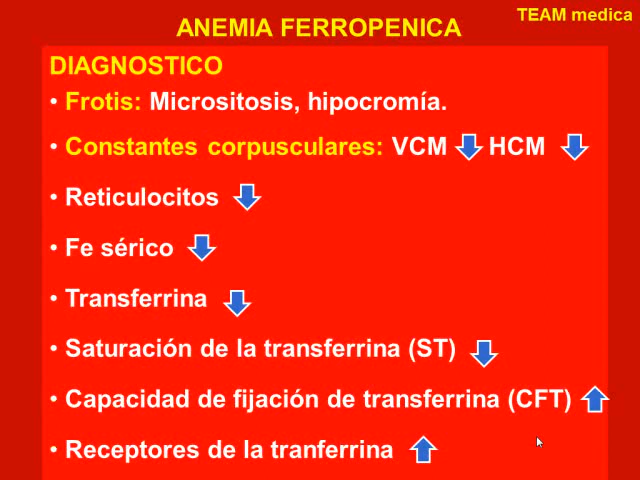 TEAM medica
ANEMIA FERROPENICA
DIAGNOSTICO
• Frotis: Micrositosis, hipocromía.
• Constantes corpusculares: VCM HCM
• Reticulocitos
• Fe sérico
• Transferrina
• Saturación de la transferrina (ST)
• Capacidad de fijación de transferrina (CFT)
• Receptores de la tranferrina